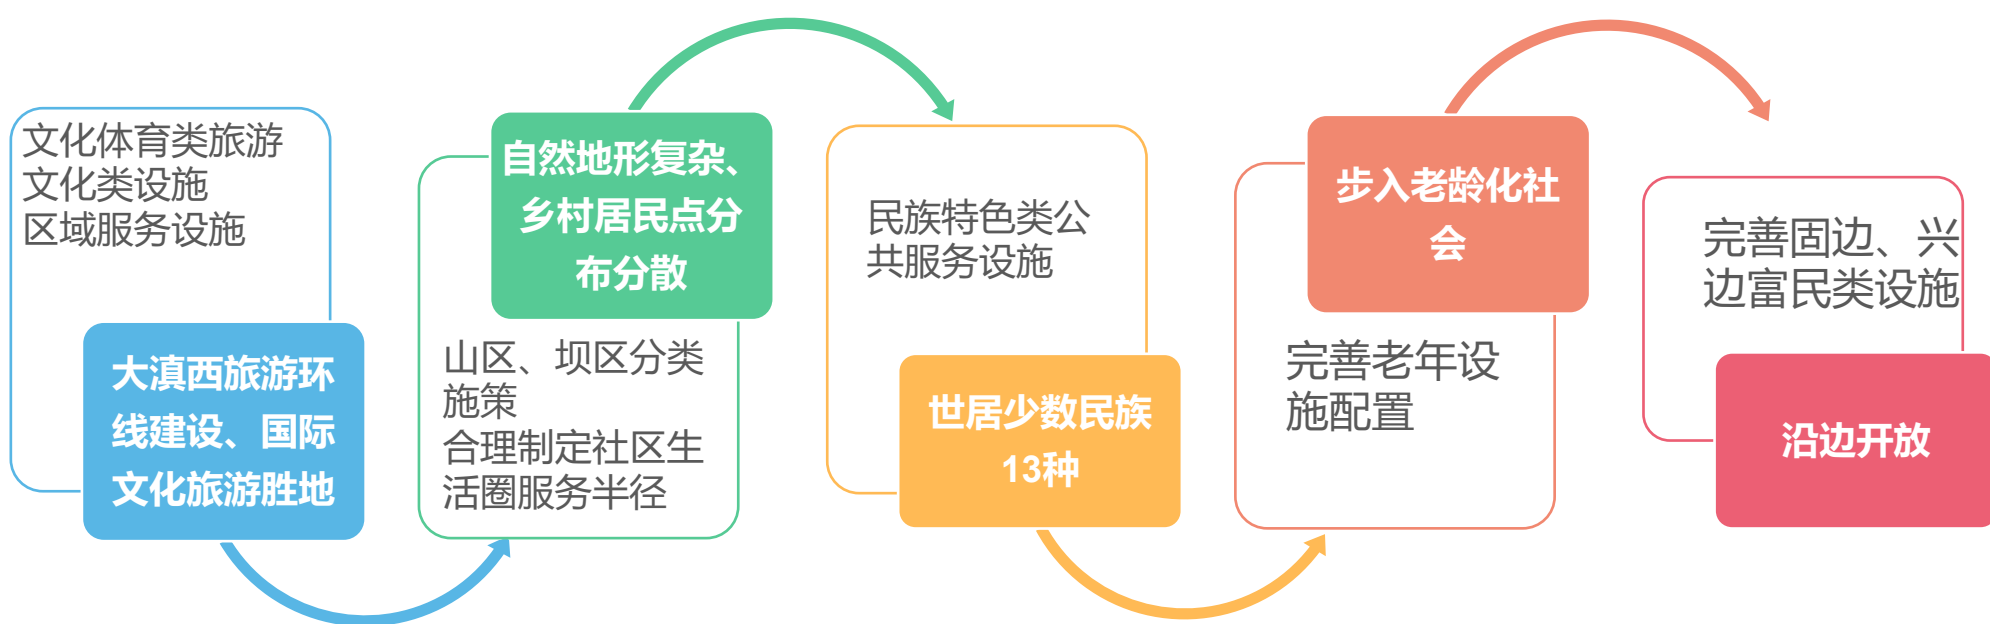 文化体育类旅游
文化类设施
区域服务设施
大滇西旅游环
线建设、国际
文化旅游胜地
自然地形复杂、
乡村居民点分
布分散
山区、坝区分类
施策
合理制定社区生
活圈服务半径
民族特色类公
共服务设施
世居少数民族
13种
步入老龄化社
会
完善老年设
施配置
完善固边、兴
边富民类设施
沿边开放